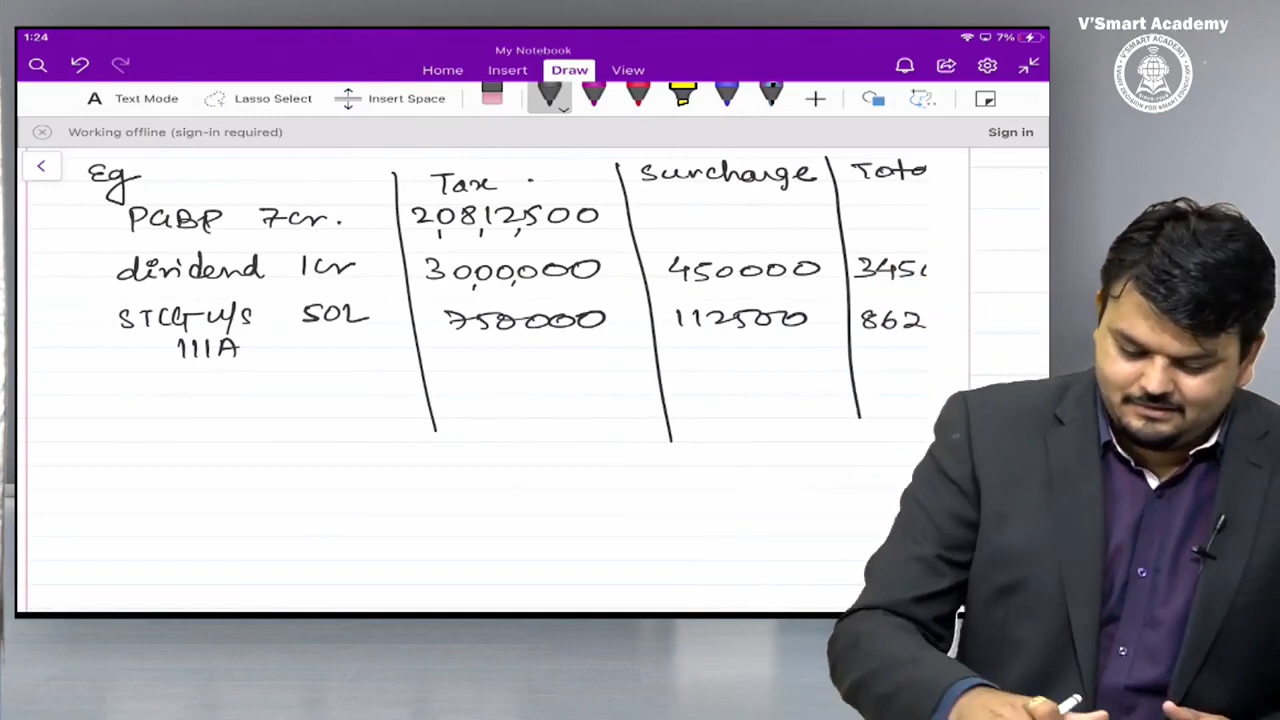 V'Smart Academy
1:24
7%
My Notebook
Home Insert Draw View
A Text Mode Lasso Select Insert Space
Working offline (sign-in required) Sign in
Eg Tax Surcharge Tota
PGBP 7cr. 20812500
dividend 1cr 3000000 450000 3450
STCG u/s 50L 750000 112500 862
111A